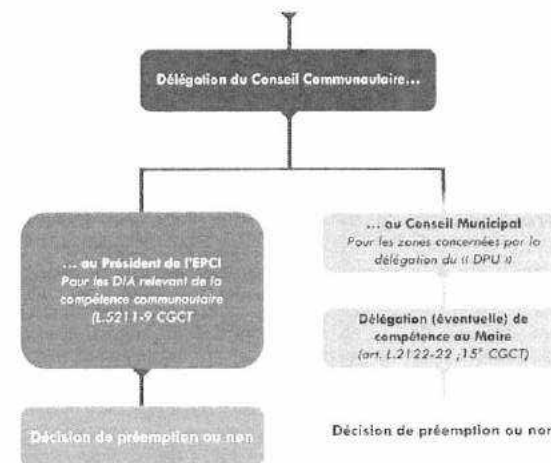 Délégation du Conseil Communautaire...
... au Président de l'EPCI
Pour les DIA relevant de la
compétence communautaire
(L.5211-9 CGCT
Décision de préemption ou non
... au Conseil Municipal
Pour les zones concernées par la
délégation du « DPU »
Délégation (éventuelle) de
compétence au Maire
(art. L.2122-22 ,15° CGCT)
Décision de préemption ou non